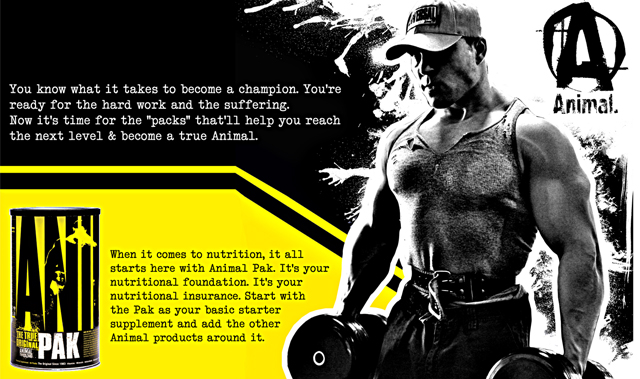 You know what it takes to become a champion. You're
ready for the hard work and the suffering.
Now it's time for the "packs" that'll help you reach
the next level & become a true Animal.
A
Animal
ANIMAL
When it comes to nutrition, it all
starts here with Animal Pak. It's your
nutritional foundation. It's your
nutritional insurance. Start with
the Pak as your basic starter
supplement and add the other
Animal products around it.
ANI
THE TRUE
ORIGINAL
PAK